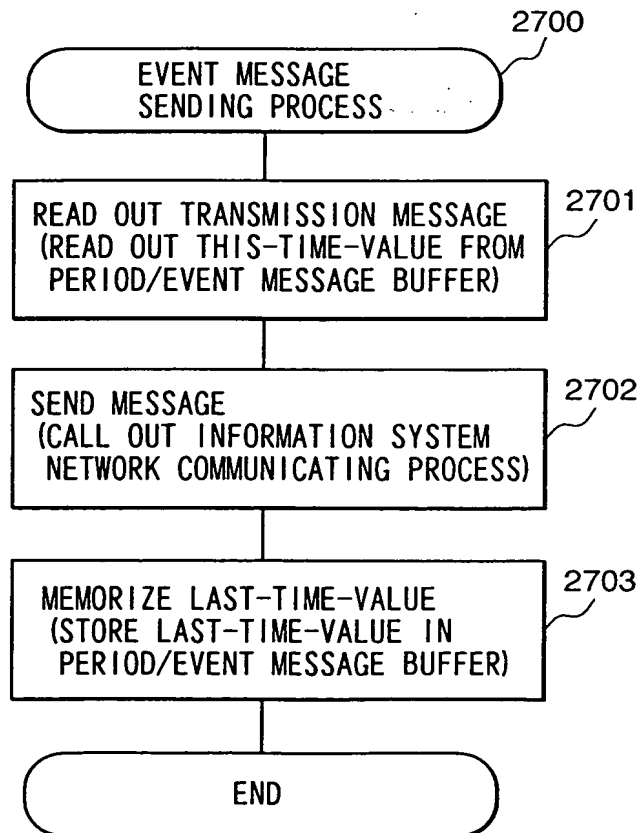 2700
EVENT MESSAGE
SENDING PROCESS
2701
READ OUT TRANSMISSION MESSAGE
(READ OUT THIS-TIME-VALUE FROM
PERIOD/EVENT MESSAGE BUFFER)
2702
SEND MESSAGE
(CALL OUT INFORMATION SYSTEM
NETWORK COMMUNICATING PROCESS)
2703
MEMORIZE LAST-TIME-VALUE
(STORE LAST-TIME-VALUE IN
PERIOD/EVENT MESSAGE BUFFER)
END